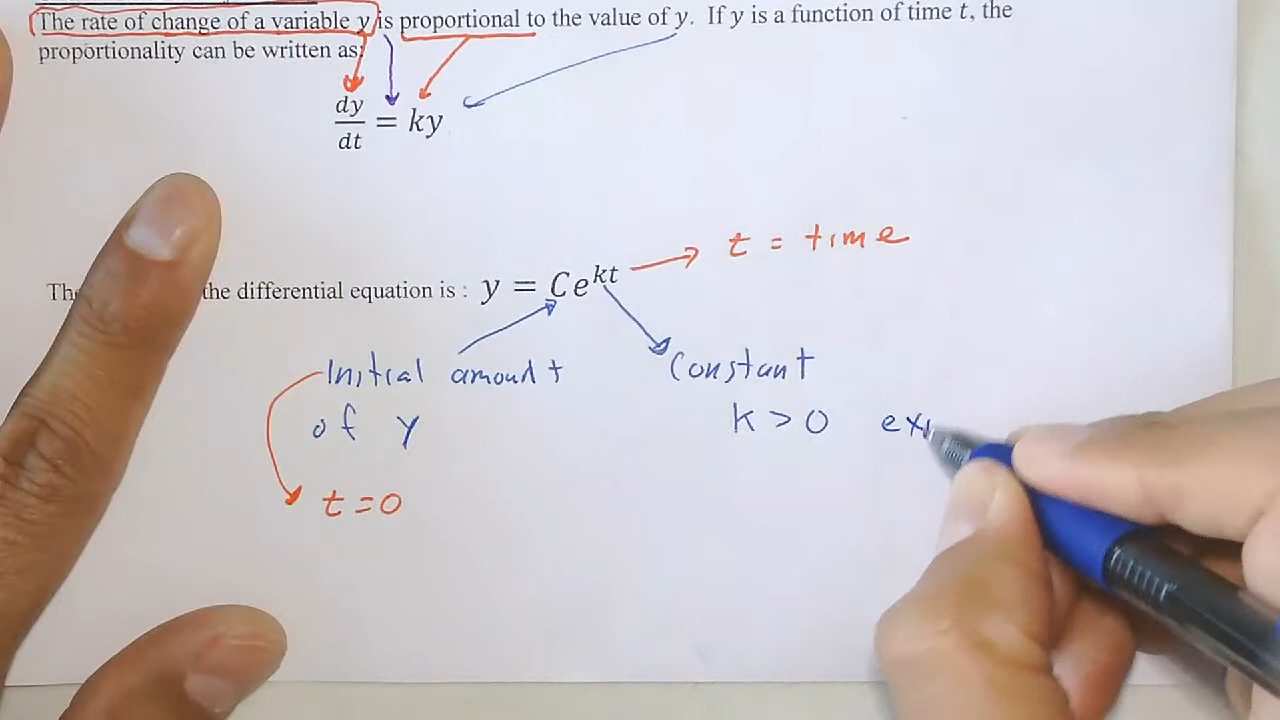 The rate of change of a variable y is proportional to the value of y. If y is a function of time t, the
proportionality can be written as:
dy/dt = ky
t = time
the differential equation is : y = Ce^{kt}
Initial amount Constant
of y k > 0
t = 0